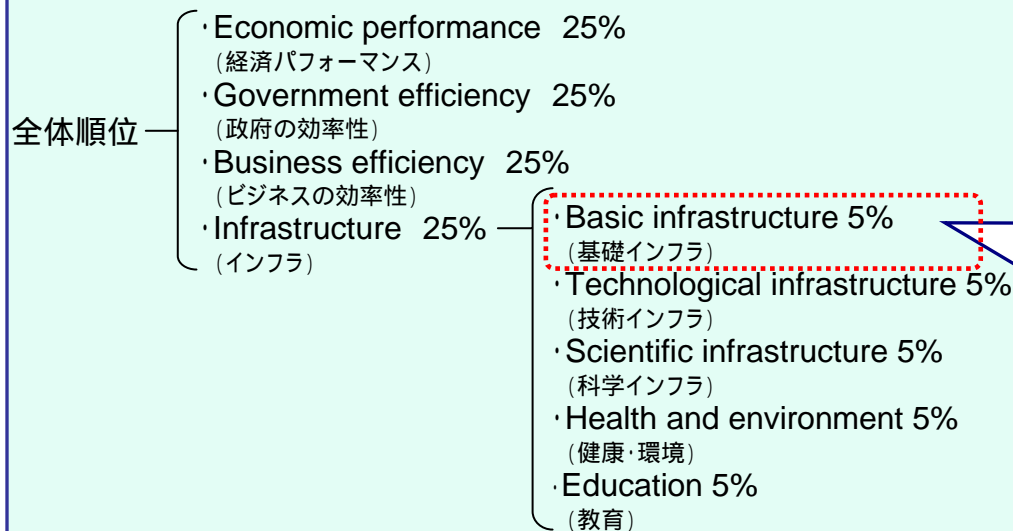 全体順位
・Economic performance 25%
(経済パフォーマンス)
・Government efficiency 25%
(政府の効率性)
・Business efficiency 25%
(ビジネスの効率性)
・Infrastructure 25%
(インフラ)
・Basic infrastructure 5%
(基礎インフラ)
・Technological infrastructure 5%
(技術インフラ)
・Scientific infrastructure 5%
(科学インフラ)
・Health and environment 5%
(健康・環境)
・Education 5%
(教育)